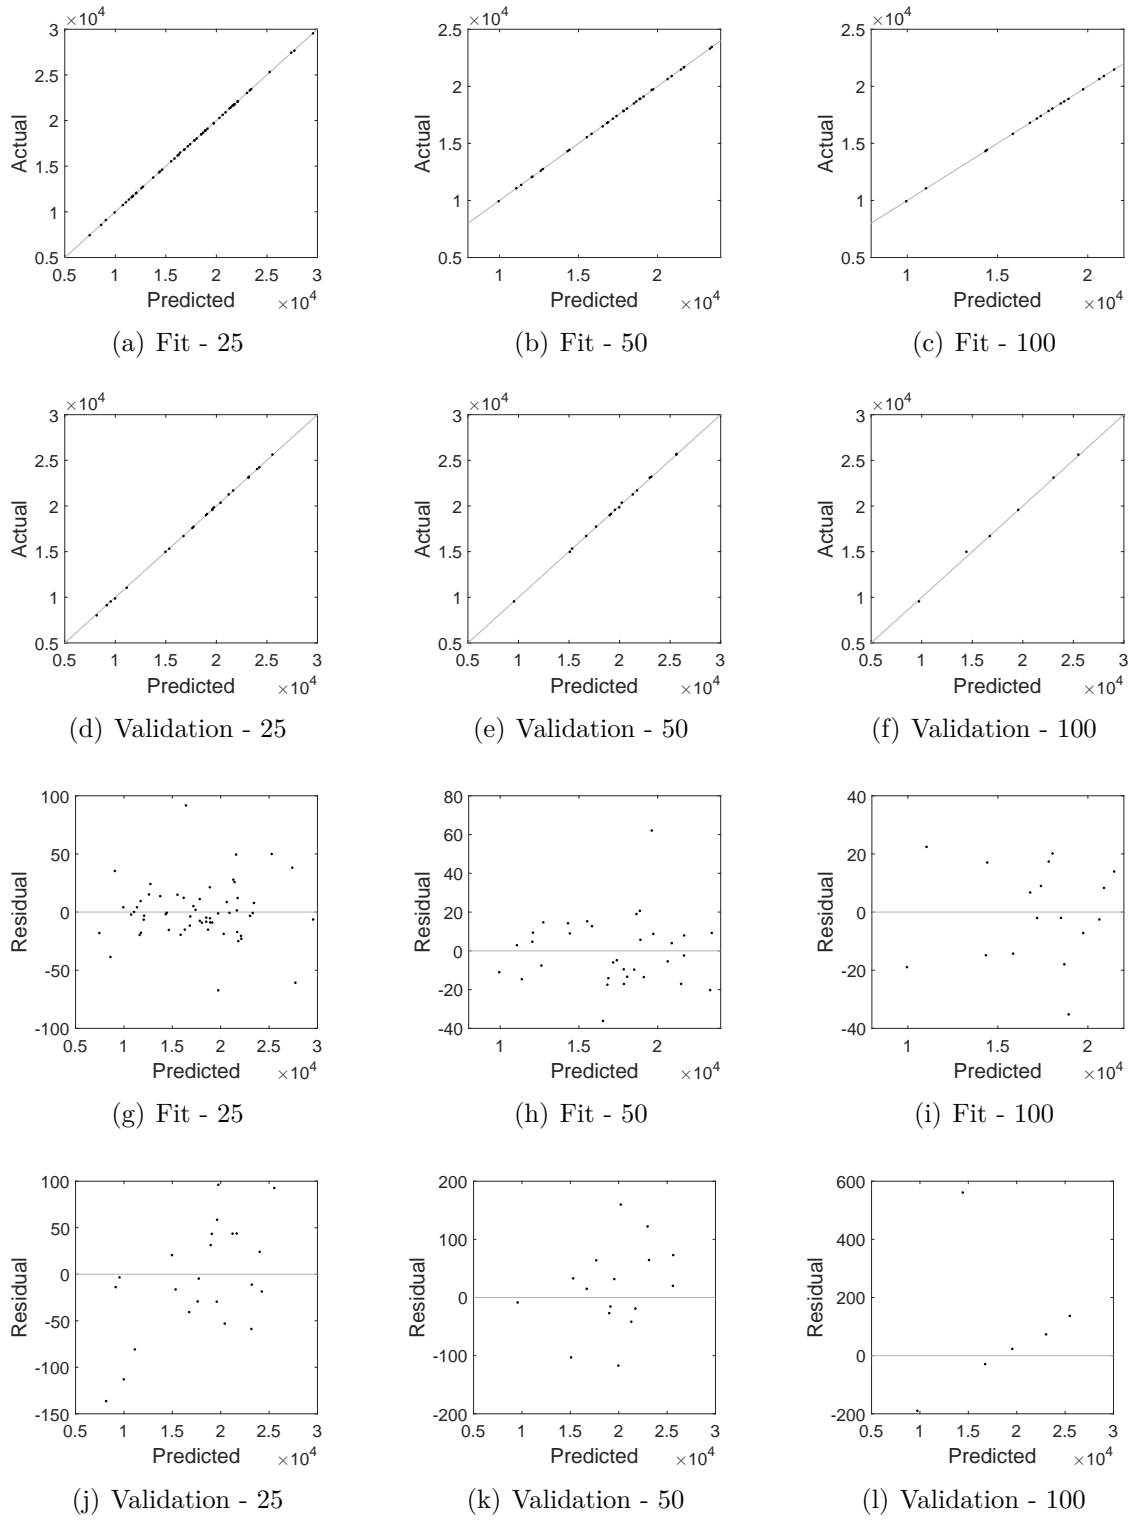 ×10⁴ ×10⁴ ×10⁴
3 2.5 2.5
2.5 2 2
2 1.5 1.5
1.5 1 1
1
0.5 0.5 0.5
Actual Actual Actual
0.5 1 1.5 2 2.5 3 1 1.5 2 1 1.5 2
Predicted Predicted Predicted
×10⁴ ×10⁴ ×10⁴
(a) Fit - 25 (b) Fit - 50 (c) Fit - 100
×10⁴ ×10⁴ ×10⁴
3 3 3
2.5 2.5 2.5
2 2 2
1.5 1.5 1.5
1 1 1
0.5 0.5 0.5
Actual Actual Actual
0.5 1 1.5 2 2.5 3 0.5 1 1.5 2 2.5 3 0.5 1 1.5 2 2.5 3
Predicted Predicted Predicted
×10⁴ ×10⁴ ×10⁴
(d) Validation - 25 (e) Validation - 50 (f) Validation - 100
100 80 40
50 60 20
0 40 0
-50 20 -20
-100 0 -40
-20
-40
Residual Residual Residual
0.5 1 1.5 2 2.5 3 1 1.5 2 1 1.5 2
Predicted Predicted Predicted
×10⁴ ×10⁴ ×10⁴
(g) Fit - 25 (h) Fit - 50 (i) Fit - 100
100 200 600
50 100 400
0 0 200
-50 -100 0
-100 -200 -200
-150
Residual Residual Residual
0.5 1 1.5 2 2.5 3 0.5 1 1.5 2 2.5 3 0.5 1 1.5 2 2.5 3
Predicted Predicted Predicted
×10⁴ ×10⁴ ×10⁴
(j) Validation - 25 (k) Validation - 50 (l) Validation - 100